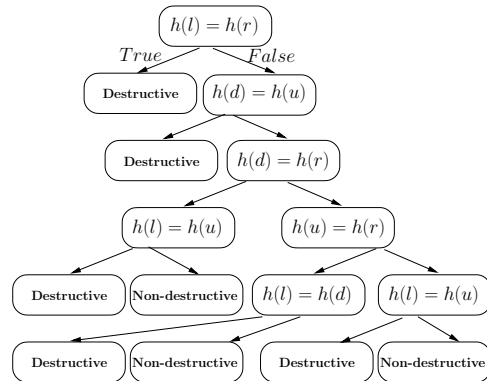 h(l) = h(r)
True False
Destructive h(d) = h(u)
Destructive h(d) = h(r)
h(l) = h(u) h(u) = h(r)
Destructive Non-destructive h(l) = h(d) h(l) = h(u)
Destructive Non-destructive Destructive Non-destructive